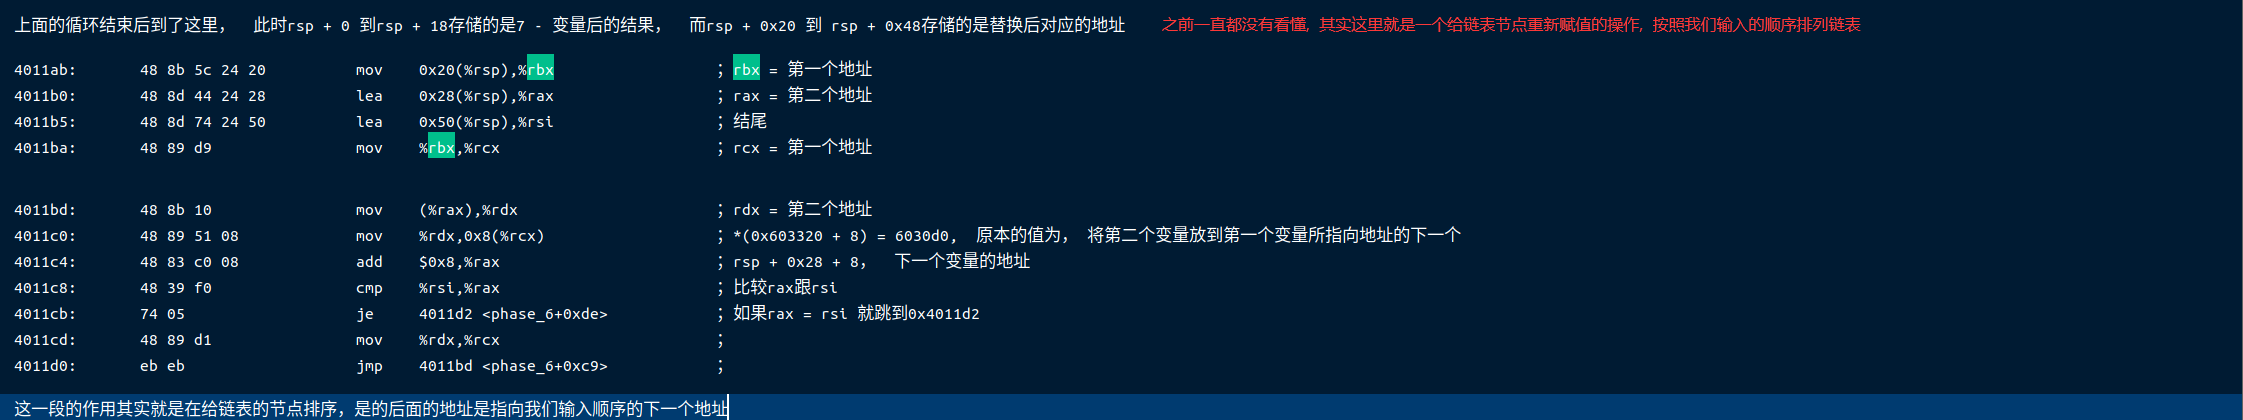 上面的循环结束后到了这里， 此时rsp + 0 到rsp + 18存储的是7 - 变量后的结果， 而rsp + 0x20 到 rsp + 0x48存储的是替换后对应的地址 之前一直都没有看懂, 其实这里就是一个给链表节点重新赋值的操作, 按照我们输入的顺序排列链表
4011ab: 48 8b 5c 24 20 mov 0x20(%rsp),%rbx ; rbx = 第一个地址
4011b0: 48 8d 44 24 28 lea 0x28(%rsp),%rax ; rax = 第二个地址
4011b5: 48 8d 74 24 50 lea 0x50(%rsp),%rsi ; 结尾
4011ba: 48 89 d9 mov %rbx,%rcx ; rcx = 第一个地址
4011bd: 48 8b 10 mov (%rax),%rdx ; rdx = 第二个地址
4011c0: 48 89 51 08 mov %rdx,0x8(%rcx) ; *(0x603320 + 8) = 6030d0, 原本的值为， 将第二个变量放到第一个变量所指向地址的下一个
4011c4: 48 83 c0 08 add $0x8,%rax ; rsp + 0x28 + 8， 下一个变量的地址
4011c8: 48 39 f0 cmp %rsi,%rax ; 比较rax跟rsi
4011cb: 74 05 je 4011d2 <phase_6+0xde> ; 如果rax = rsi 就跳到0x4011d2
4011cd: 48 89 d1 mov %rdx,%rcx ;
4011d0: eb eb jmp 4011bd <phase_6+0xc9> ;
这一段的作用其实就是在给链表的节点排序，是的后面的地址是指向我们输入顺序的下一个地址